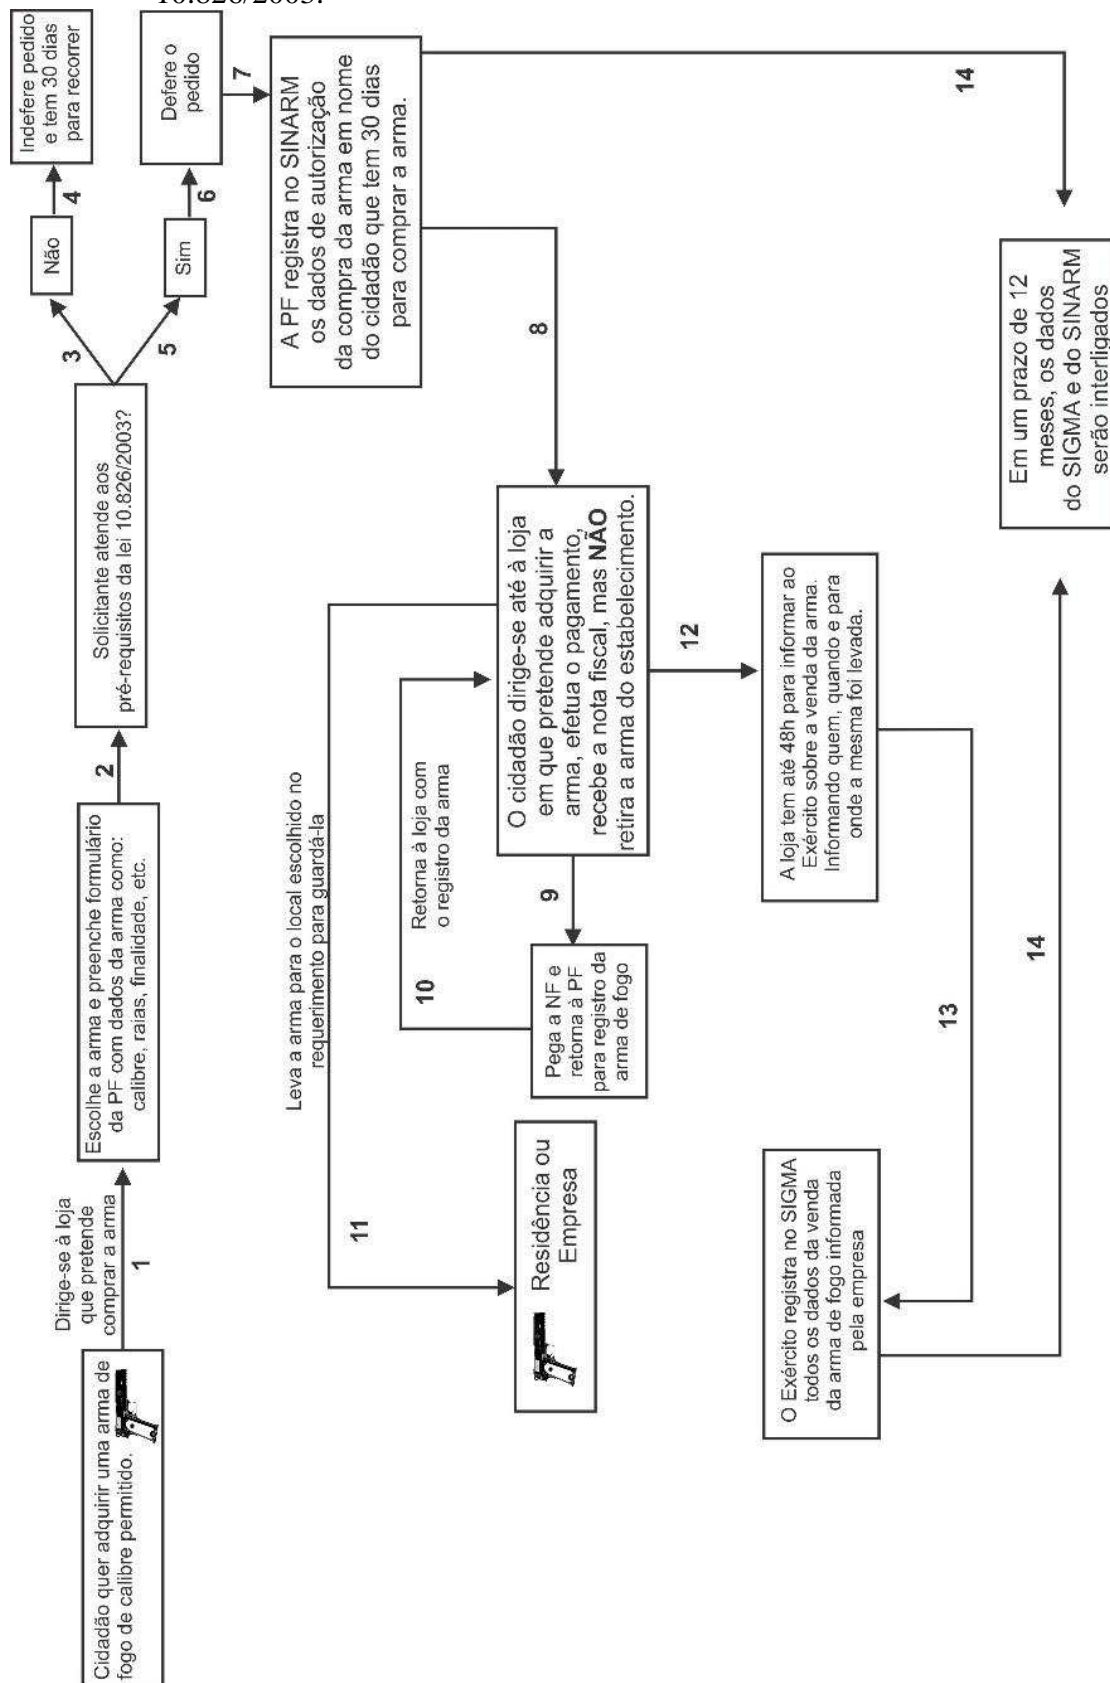 10.826/2003.
Cidadão quer adquirir uma arma de
fogo de calibre permitido.
Dirige-se à loja
que pretende
comprar a arma
1
Escolhe a arma e preenche formulário
da PF com dados da arma como:
calibre, raias, finalidade, etc.
2
Solicitante atende aos
pré-requisitos da lei 10.826/2003?
3
Não
4
Indefere pedido
e tem 30 dias
para recorrer
5
Sim
6
Defere o
pedido
7
A PF registra no SINARM
os dados de autorização
da compra da arma em nome
do cidadão que tem 30 dias
para comprar a arma.
8
O cidadão dirige-se até à loja
em que pretende adquirir a
arma, efetua o pagamento,
recebe a nota fiscal, mas NÃO
retira a arma do estabelecimento.
9
Pega a NF e
retorna à PF
para registro da
arma de fogo
10
Retorna à loja com
o registro da arma
Leva a arma para o local escolhido no
requerimento para guardá-la
11
Residência ou
Empresa
12
A loja tem até 48h para informar ao
Exército sobre a venda da arma.
Informando quem, quando e para
onde a mesma foi levada.
13
O Exército registra no SIGMA
todos os dados da venda
da arma de fogo informada
pela empresa
14
14
Em um prazo de 12
meses, os dados
do SIGMA e do SINARM
serão interligados